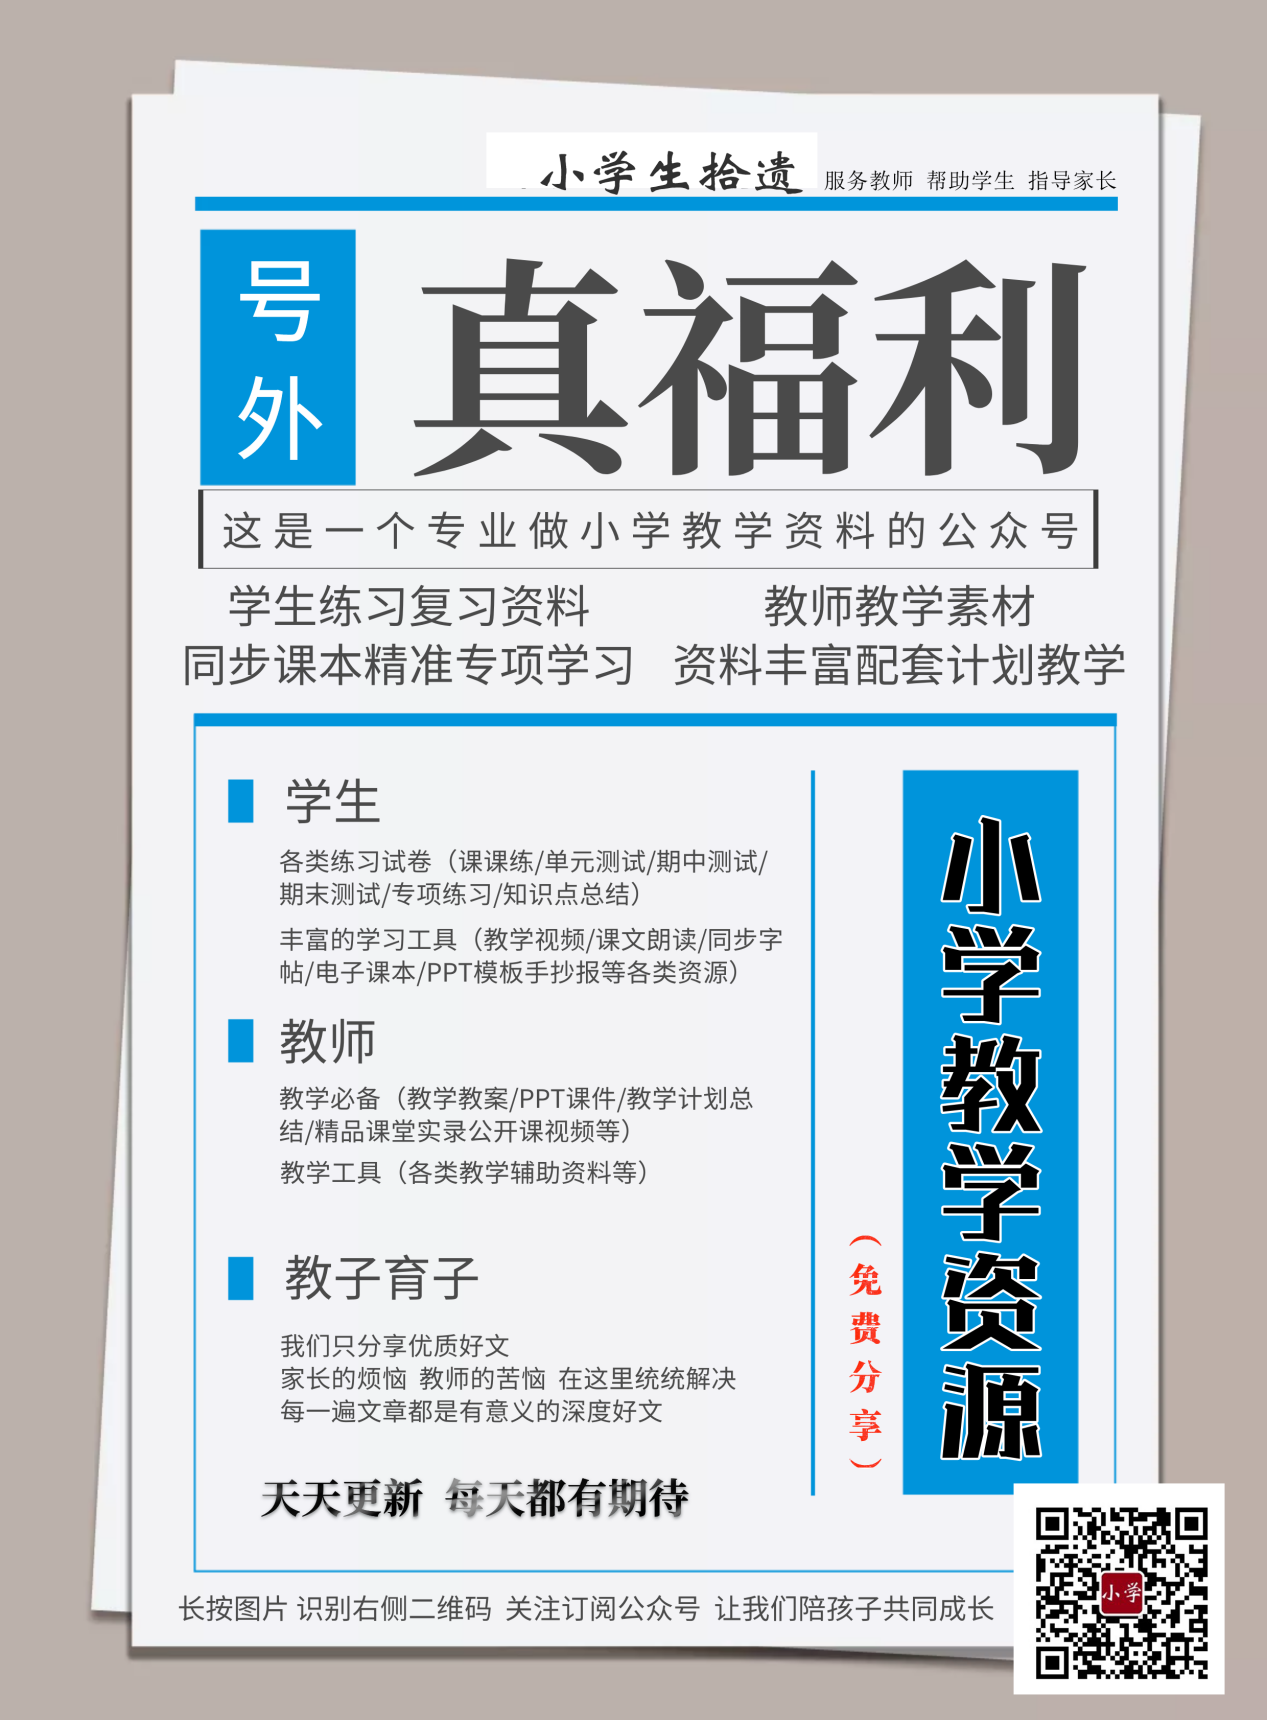 小学生拾遗 服务教师 帮助学生 指导家长
号外
真福利
这是一个专业做小学教学资料的公众号
学生练习复习资料
同步课本精准专项学习
教师教学素材
资料丰富配套计划教学
学生
各类练习试卷（课课练/单元测试/期中测试/
期末测试/专项练习/知识点总结）
丰富的学习工具（教学视频/课文朗读/同步字
帖/电子课本/PPT模板手抄报等各类资源）
教师
教学必备（教学教案/PPT课件/教学计划总
结/精品课堂实录公开课视频等）
教学工具（各类教学辅助资料等）
教子育子
我们只分享优质好文
家长的烦恼 教师的苦恼 在这里统统解决
每一遍文章都是有意义的深度好文
天天更新 每天都有期待
（免费分享）
小学教学资源
长按图片 识别右侧二维码 关注订阅公众号 让我们陪孩子共同成长
小学